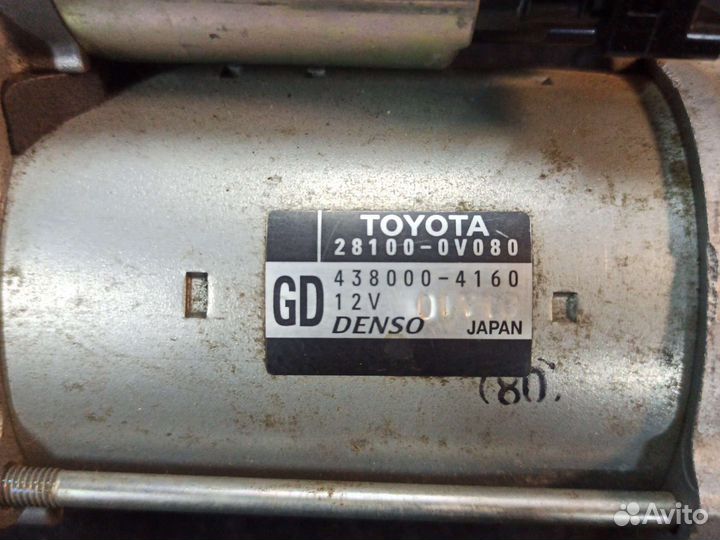 TOYOTA
28100-0V080
GD
438000-4160
12V
DENSO JAPAN
(80)
Avito